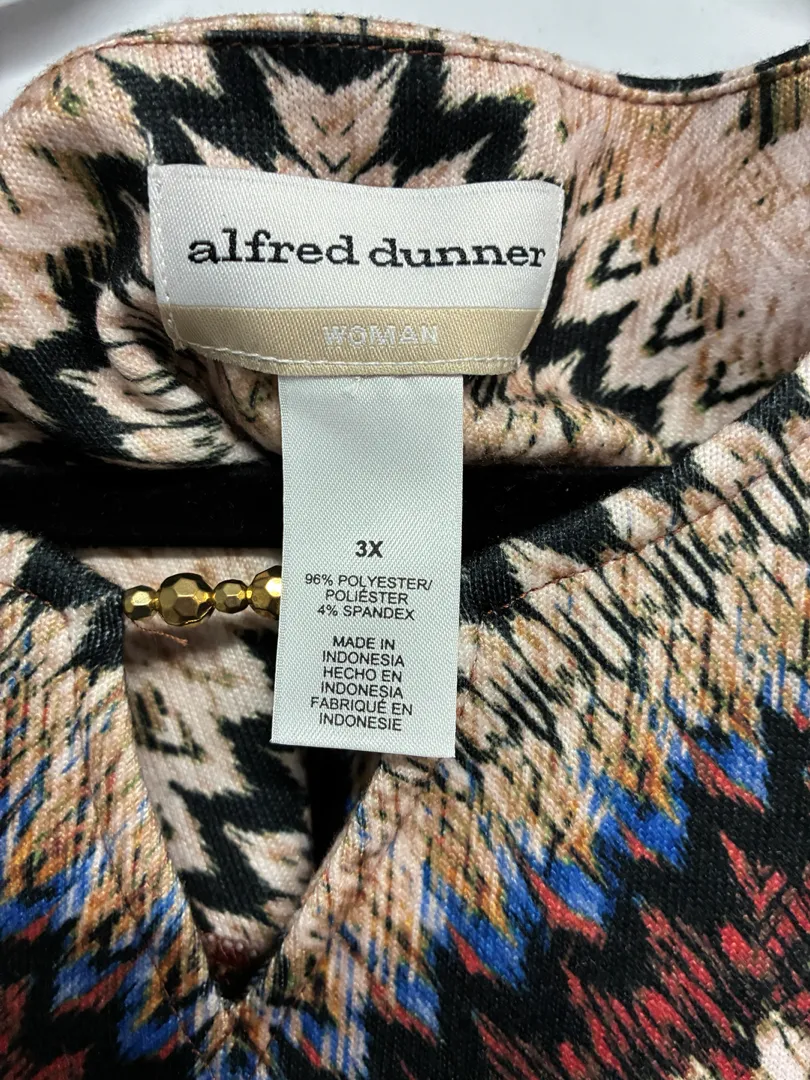 alfred dunner
WOMAN
3X
96% POLYESTER/
POLIÉSTER
4% SPANDEX
MADE IN
INDONESIA
HECHO EN
INDONESIA
FABRIQUÉ EN
INDONESIE